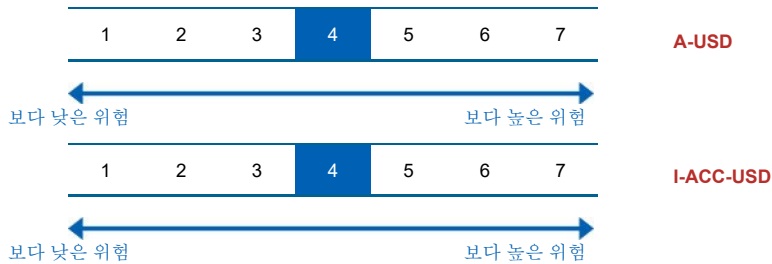 1 2 3 4 5 6 7 A-USD
보다 낮은 위험 보다 높은 위험
1 2 3 4 5 6 7 I-ACC-USD
보다 낮은 위험 보다 높은 위험